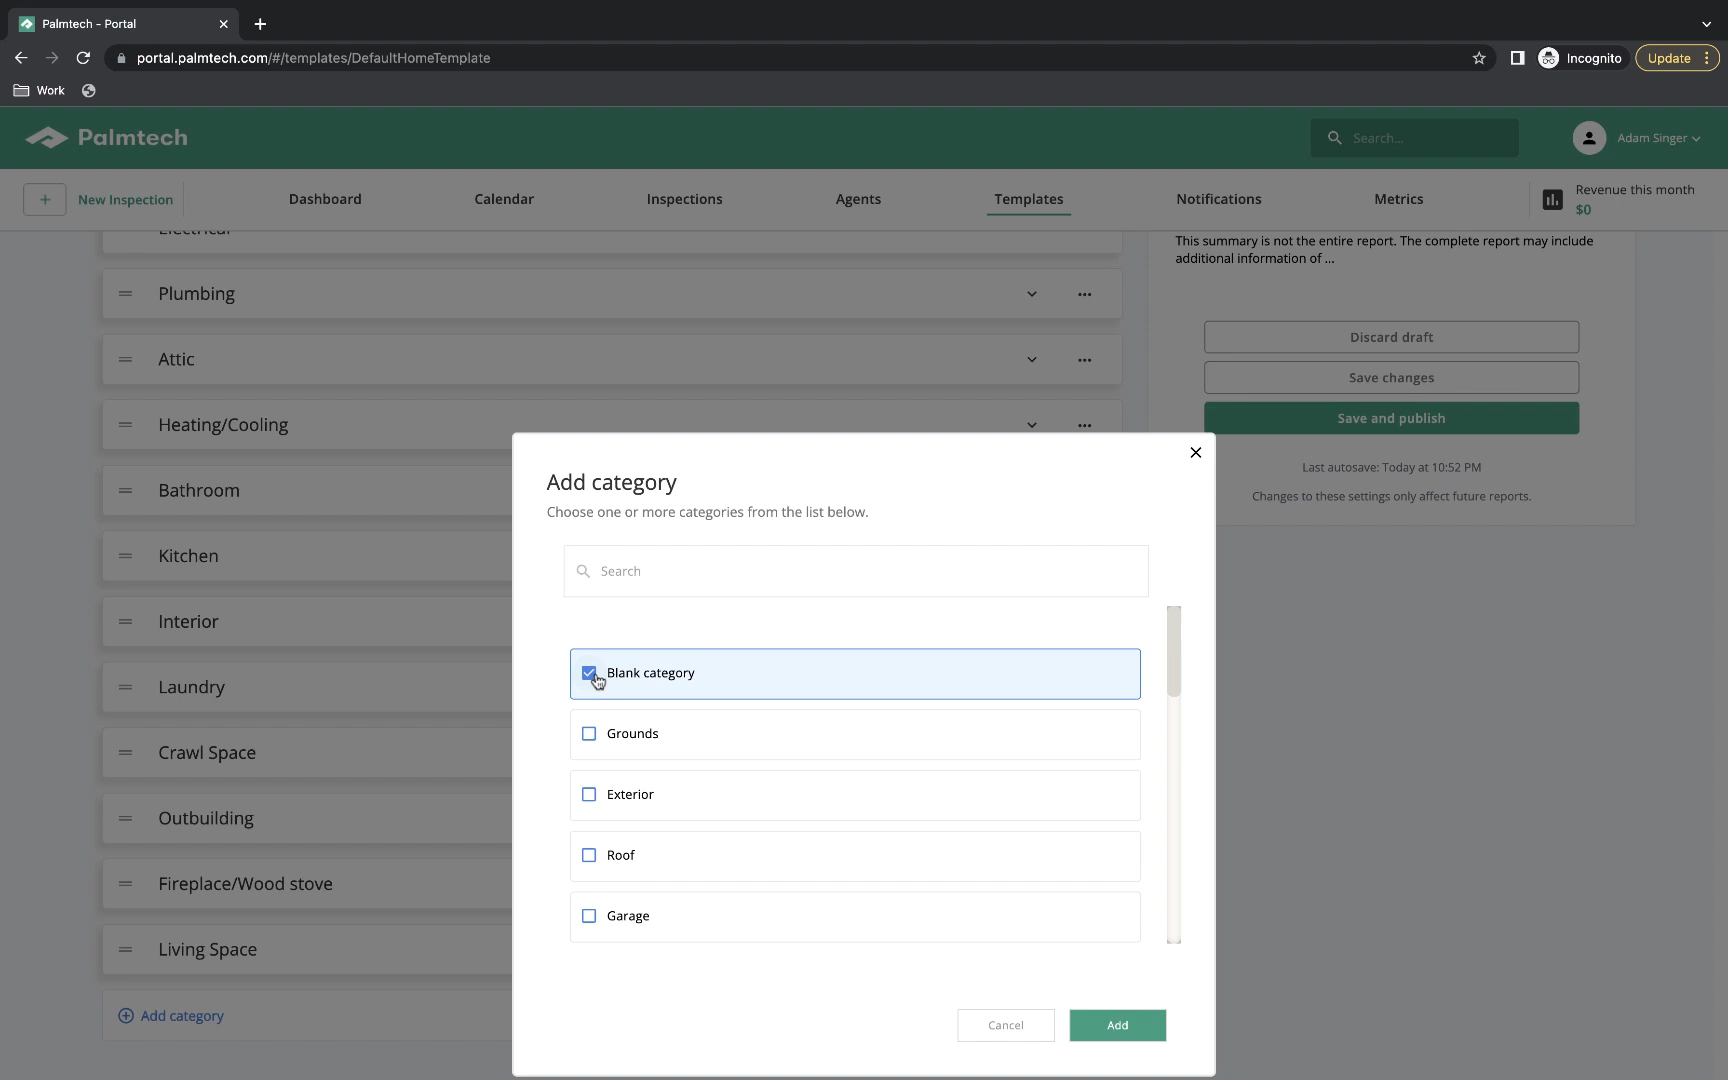 Palmtech - Portal
portal.palmtech.com/#/templates/DefaultHomeTemplate
Incognito
Update
Work
Palmtech
Search...
Adam Singer
New Inspection
Dashboard
Calendar
Inspections
Agents
Templates
Notifications
Metrics
Revenue this month
$0
Electrical
Plumbing
Attic
Heating/Cooling
Bathroom
Kitchen
Interior
Laundry
Crawl Space
Outbuilding
Fireplace/Wood stove
Living Space
Add category
This summary is not the entire report. The complete report may include
additional information of ...
Discard draft
Save changes
Save and publish
Last autosave: Today at 10:52 PM
Changes to these settings only affect future reports.
Add category
Choose one or more categories from the list below.
Search
Blank category
Grounds
Exterior
Roof
Garage
Cancel
Add